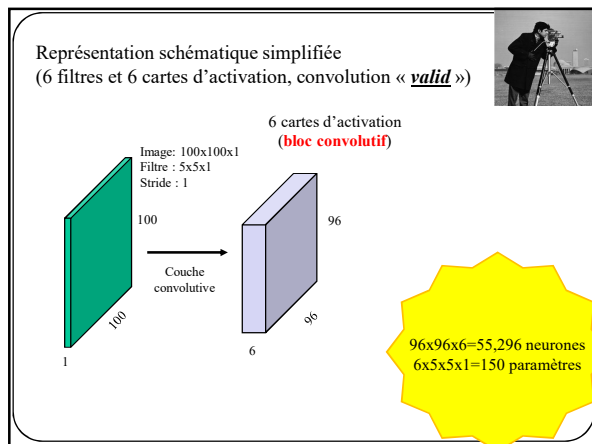 Représentation schématique simplifiée
(6 filtres et 6 cartes d'activation, convolution « valid »)
6 cartes d'activation
(bloc convolutif)
Image: 100x100x1
Filtre : 5x5x1
Stride : 1
100
100
1
Couche
convolutive
96
96
6
96x96x6=55,296 neurones
6x5x5x1=150 paramètres